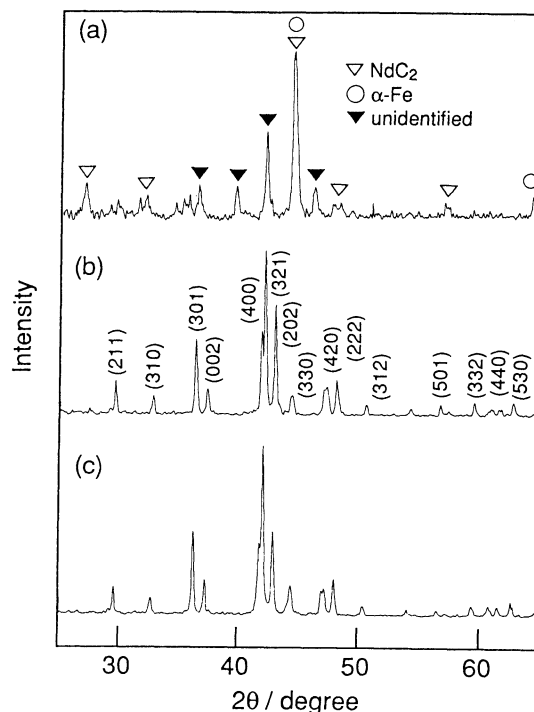 (a)
NdC₂
α-Fe
unidentified
(b)
(211)
(310)
(301)
(002)
(400)
(321)
(202)
(330)
(420)
(222)
(312)
(501)
(332)
(440)
(530)
(c)
Intensity
30 40 50 60
2θ / degree